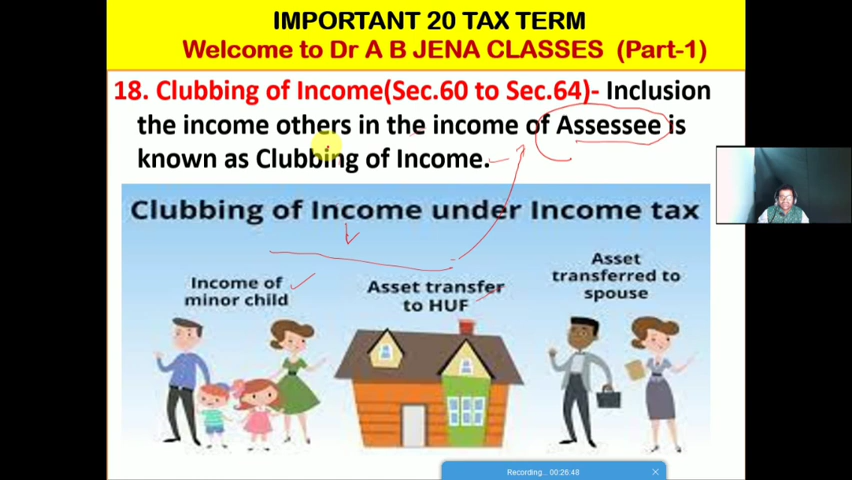 IMPORTANT 20 TAX TERM
Welcome to Dr A B JENA CLASSES (Part-1)
18. Clubbing of Income(Sec.60 to Sec.64)- Inclusion
the income others in the income of Assessee is
known as Clubbing of Income.
Clubbing of Income under Income tax
Income of
minor child
Asset transfer
to HUF
Asset
transferred to
spouse
Recording... 00:26:48